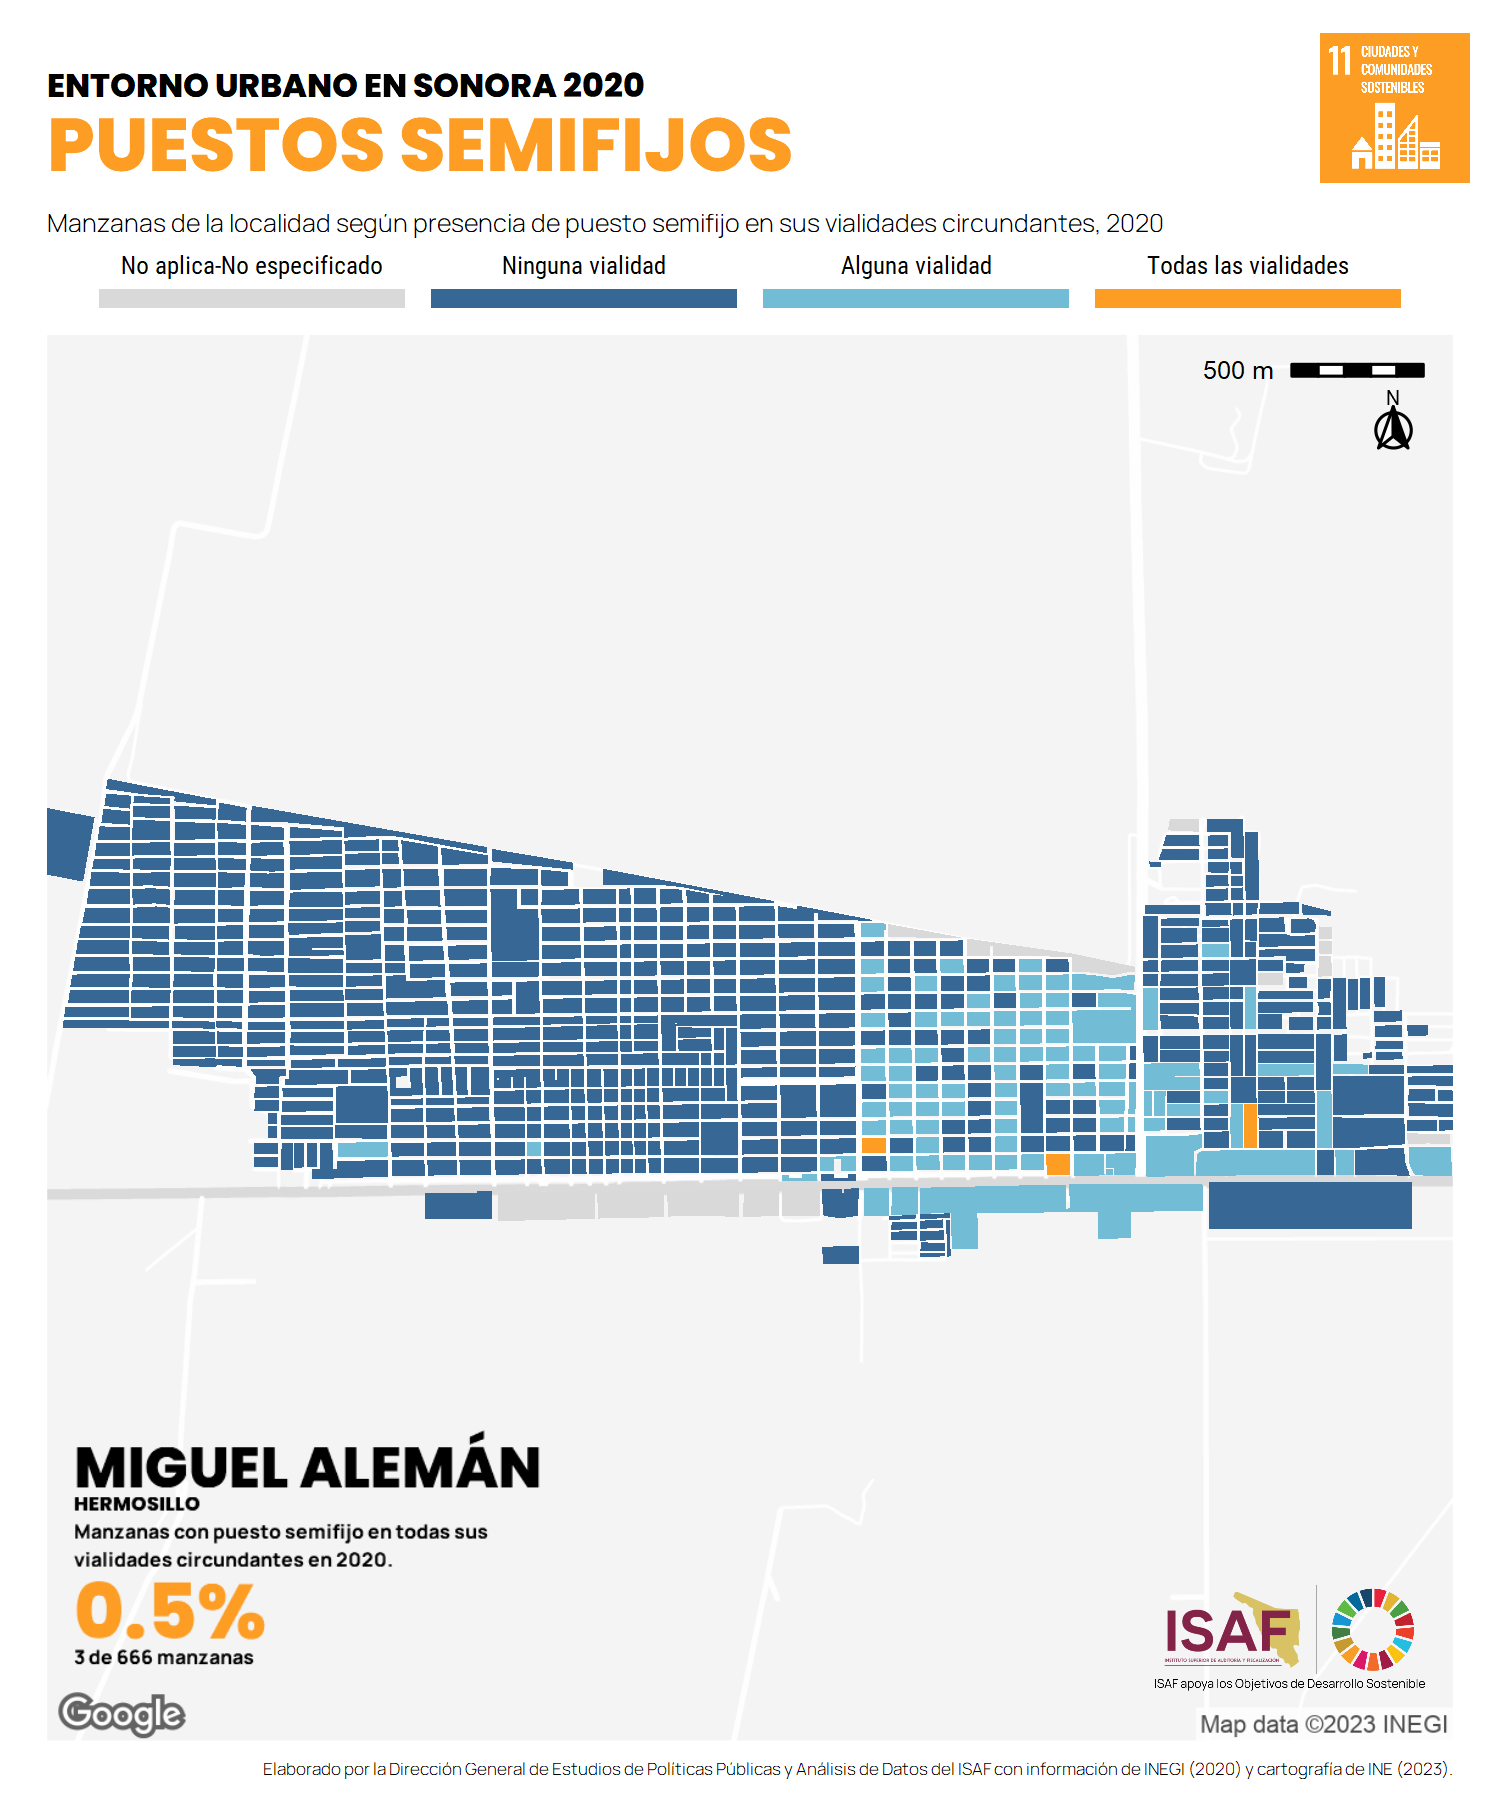 ENTORNO URBANO EN SONORA 2020
PUESTOS SEMIFIJOS
11 CIUDADES Y
COMUNIDADES
SOSTENIBLES
Manzanas de la localidad según presencia de puesto semifijo en sus vialidades circundantes, 2020
No aplica-No especificado
Ninguna vialidad
Alguna vialidad
Todas las vialidades
500 m
N
MIGUEL ALEMÁN
HERMOSILLO
Manzanas con puesto semifijo en todas sus
vialidades circundantes en 2020.
0.5%
3 de 666 manzanas
ISAF
INSTITUTO SUPERIOR DE AUDITORÍA Y FISCALIZACIÓN
ISAF apoya los Objetivos de Desarrollo Sostenible
Google
Map data ©2023 INEGI
Elaborado por la Dirección General de Estudios de Políticas Públicas y Análisis de Datos del ISAF con información de INEGI (2020) y cartografía de INE (2023).